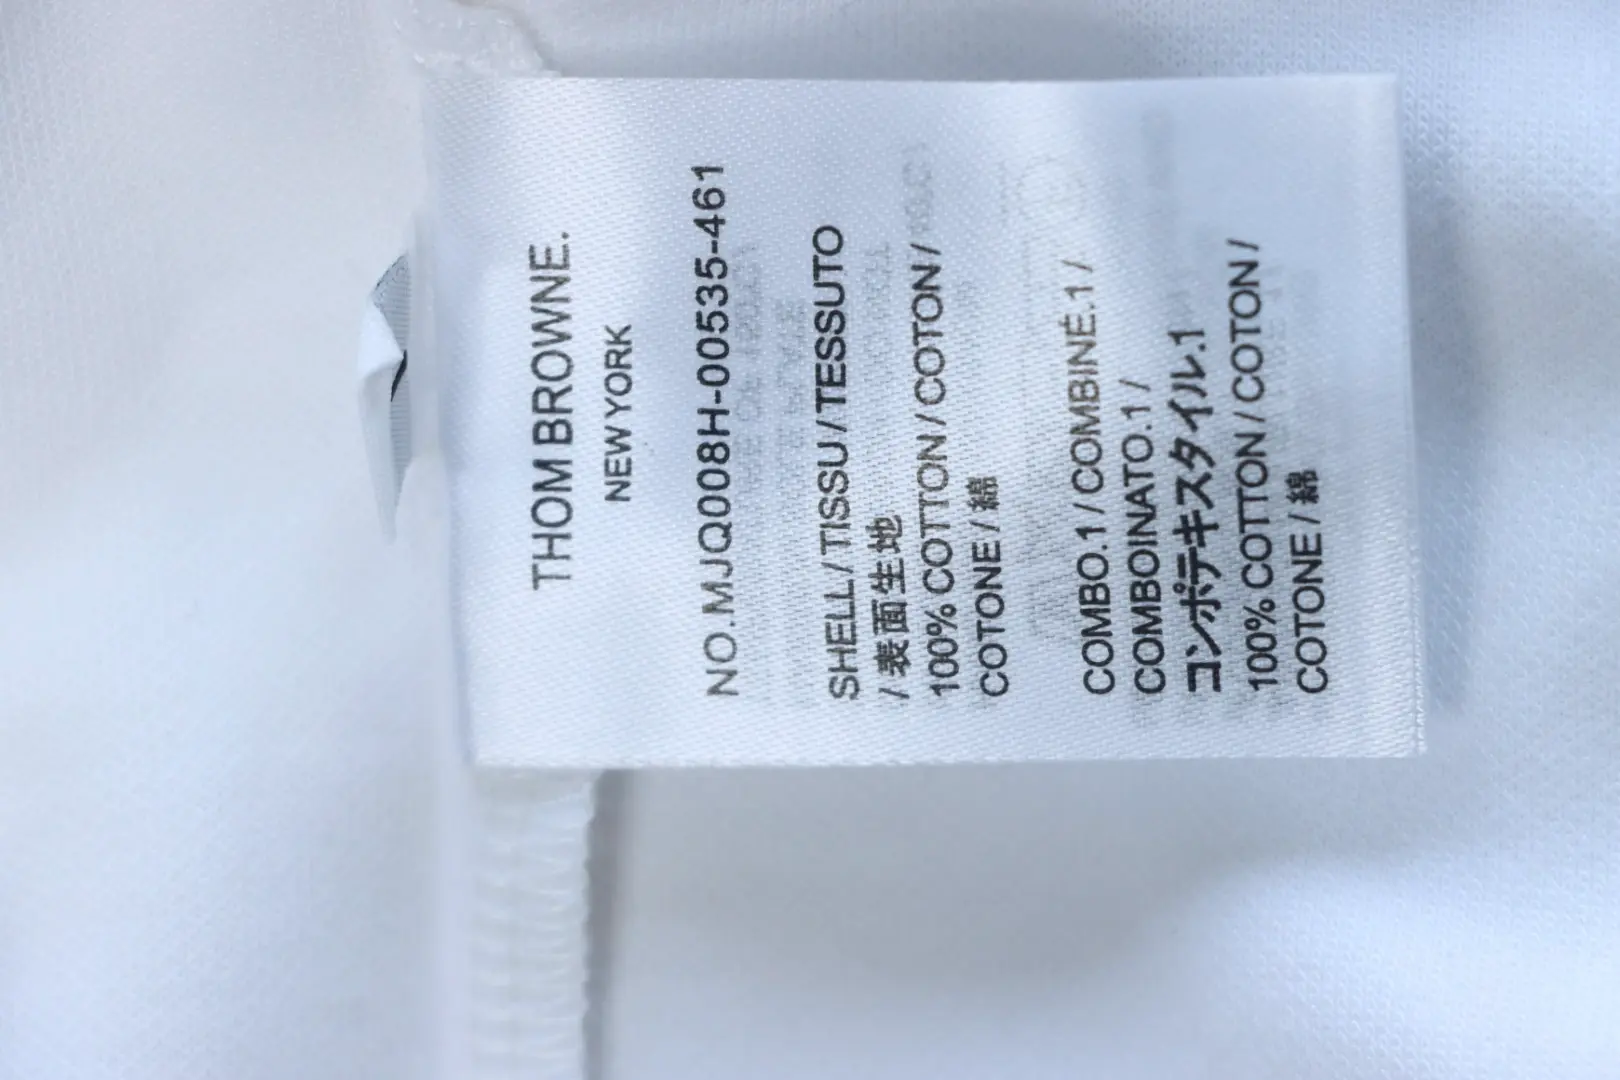 THOM BROWNE.
NEW YORK
NO.MJQ008H-00535-461
SHELL/TISSU/TESSUTO
/表面生地
100% COTTON/COTON/
COTONE/綿
COMBO.1/COMBINÉ.1/
COMBOINATO.1/
コンポテキスタイル.1
100% COTTON/COTON/
COTONE/綿